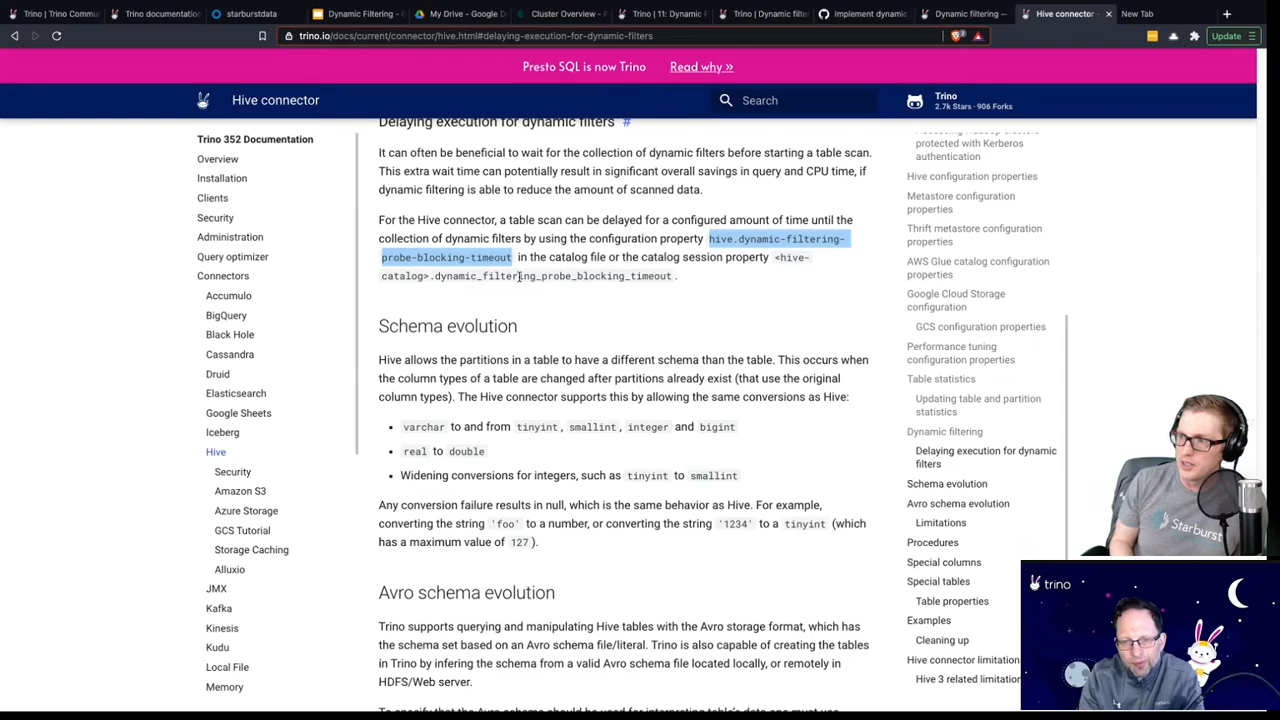 Trino | Trino Commu
Trino documentation
starburstdata
Dynamic Filtering - G
My Drive - Google D
Cluster Overview - P
Trino | 11: Dynamic F
Trino | Dynamic filter
Implement dynamic
Dynamic filtering —
Hive connector —
New Tab
trino.io/docs/current/connector/hive.html#delaying-execution-for-dynamic-filters
Update
Presto SQL is now Trino Read why »
Hive connector
Search
Trino
2.7k Stars · 906 Forks
Trino 352 Documentation
Overview
Installation
Clients
Security
Administration
Query optimizer
Connectors
Accumulo
BigQuery
Black Hole
Cassandra
Druid
Elasticsearch
Google Sheets
Iceberg
Hive
Security
Amazon S3
Azure Storage
GCS Tutorial
Storage Caching
Alluxio
JMX
Kafka
Kinesis
Kudu
Local File
Memory
Delaying execution for dynamic filters #
It can often be beneficial to wait for the collection of dynamic filters before starting a table scan.
This extra wait time can potentially result in significant overall savings in query and CPU time, if
dynamic filtering is able to reduce the amount of scanned data.
For the Hive connector, a table scan can be delayed for a configured amount of time until the
collection of dynamic filters by using the configuration property hive.dynamic-filtering-
probe-blocking-timeout in the catalog file or the catalog session property <hive-
catalog>.dynamic_filtering_probe_blocking_timeout.
Schema evolution
Hive allows the partitions in a table to have a different schema than the table. This occurs when
the column types of a table are changed after partitions already exist (that use the original
column types). The Hive connector supports this by allowing the same conversions as Hive:
• varchar to and from tinyint, smallint, integer and bigint
• real to double
• Widening conversions for integers, such as tinyint to smallint
Any conversion failure results in null, which is the same behavior as Hive. For example,
converting the string 'foo' to a number, or converting the string '1234' to a tinyint (which
has a maximum value of 127).
Avro schema evolution
Trino supports querying and manipulating Hive tables with the Avro storage format, which has
the schema set based on an Avro schema file/literal. Trino is also capable of creating the tables
in Trino by infering the schema from a valid Avro schema file located locally, or remotely in
HDFS/Web server.
To specify that the Avro schema should be used for interpreting table's data one must use
protected with Kerberos
authentication
Hive configuration properties
Metastore configuration
properties
Thrift metastore configuration
properties
AWS Glue catalog configuration
properties
Google Cloud Storage
configuration
GCS configuration properties
Performance tuning
configuration properties
Table statistics
Updating table and partition
statistics
Dynamic filtering
Delaying execution for dynamic
filters
Schema evolution
Avro schema evolution
Limitations
Procedures
Special columns
Special tables
Table properties
Examples
Cleaning up
Hive connector limitation
Hive 3 related limitation
Starburst
trino